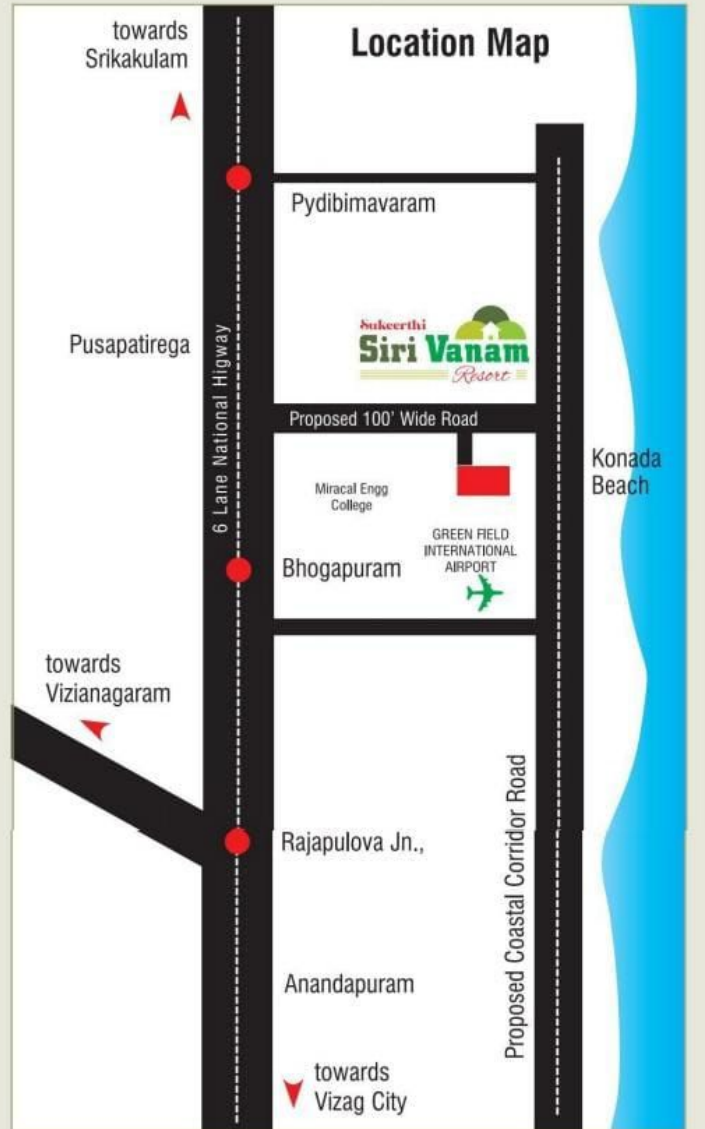 Location Map
towards
Srikakulam
Pydibimavaram
Pusapatirega
6 Lane National Higway
Sukeerthi
Siri Vanam
Resort
Proposed 100' Wide Road
Konada
Beach
Miracal Engg
College
GREEN FIELD
INTERNATIONAL
AIRPORT
Bhogapuram
towards
Vizianagaram
Rajapulova Jn.,
Proposed Coastal Corridor Road
Anandapuram
towards
Vizag City